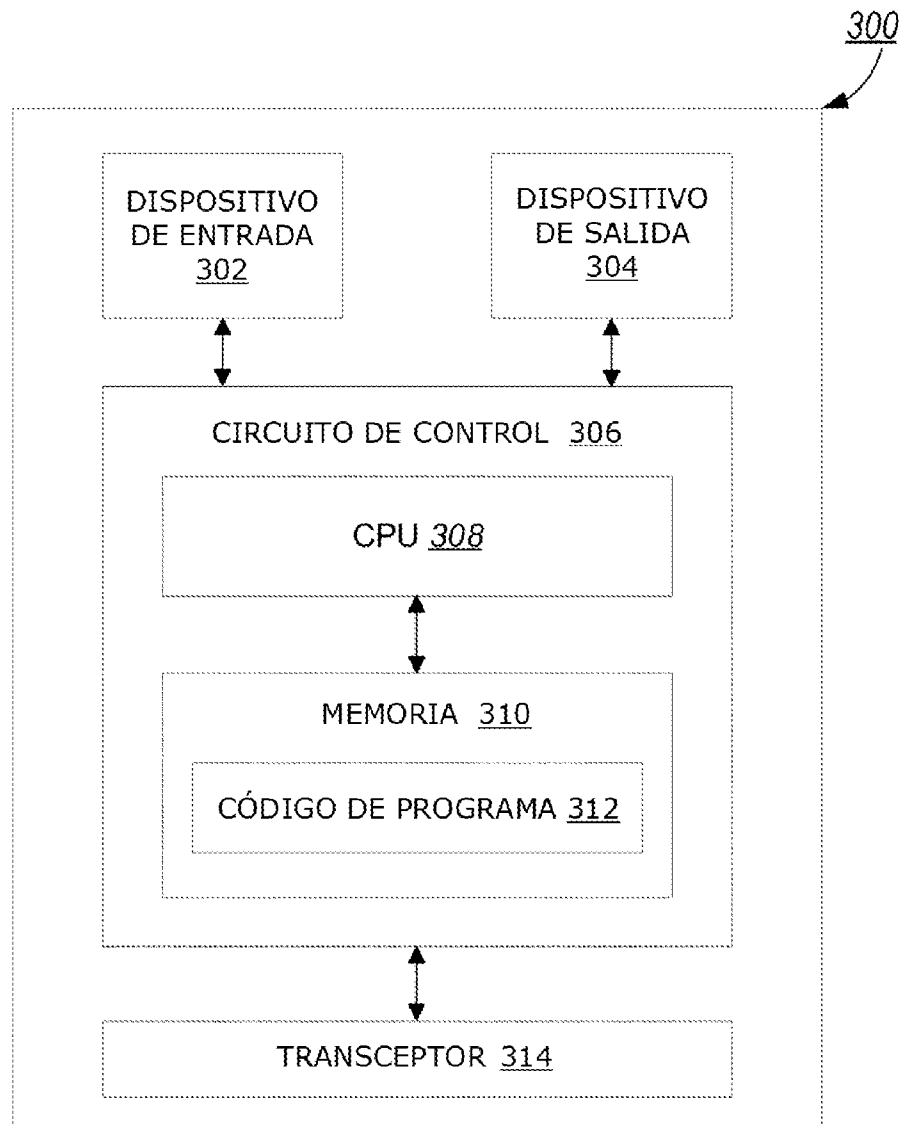 300
DISPOSITIVO
DE ENTRADA
302
DISPOSITIVO
DE SALIDA
304
CIRCUITO DE CONTROL 306
CPU 308
MEMORIA 310
CÓDIGO DE PROGRAMA 312
TRANSCEPTOR 314